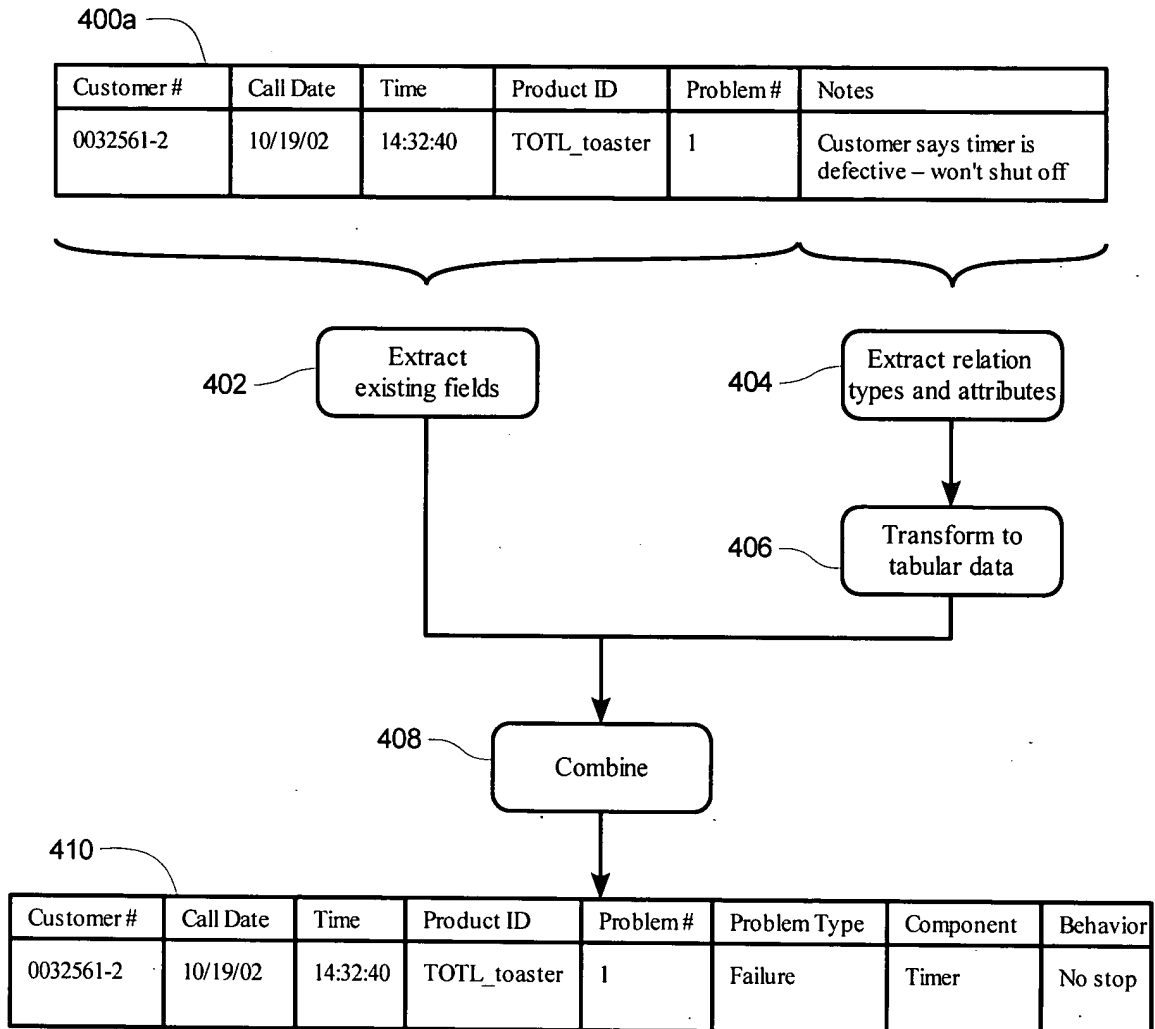 400a
Customer # Call Date Time Product ID Problem # Notes
0032561-2 10/19/02 14:32:40 TOTL_toaster 1 Customer says timer is
defective – won't shut off
402
Extract
existing fields
404
Extract relation
types and attributes
406
Transform to
tabular data
408
Combine
410
Customer # Call Date Time Product ID Problem # Problem Type Component Behavior
0032561-2 10/19/02 14:32:40 TOTL_toaster 1 Failure Timer No stop